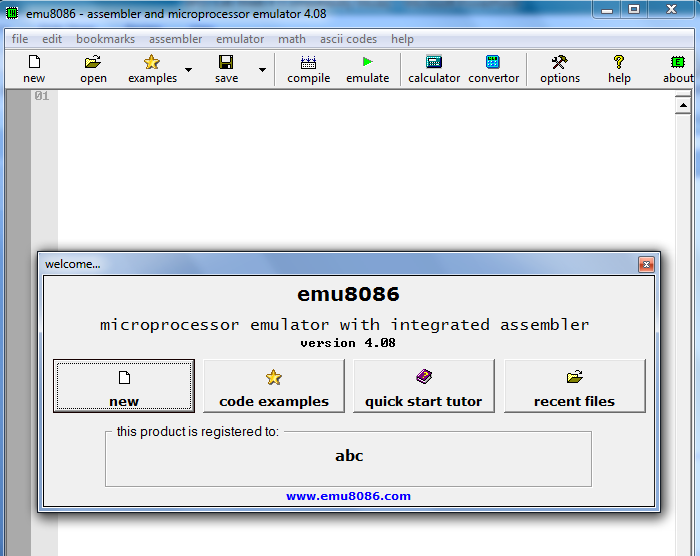 emu8086 - assembler and microprocessor emulator 4.08
file edit bookmarks assembler emulator math ascii codes help
new open examples save compile emulate calculator convertor options help about
01
welcome...
emu8086
microprocessor emulator with integrated assembler
version 4.08
new code examples quick start tutor recent files
this product is registered to:
abc
www.emu8086.com